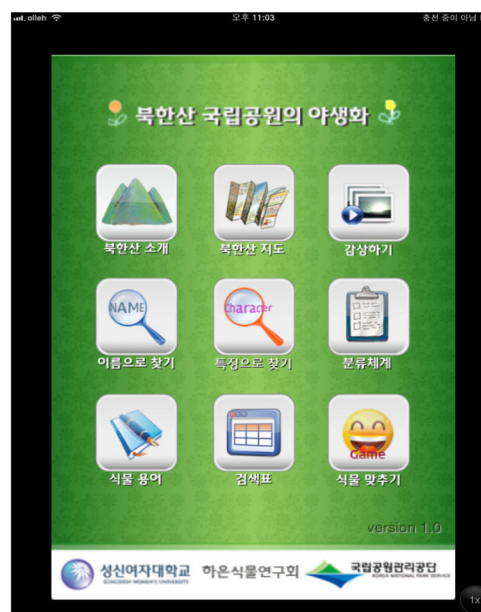 olleh 오후 11:03 충전 중이 아님
북한산 국립공원의 야생화
북한산 소개 북한산 지도 감상하기
NAME Character
이름으로 찾기 특징으로 찾기 분류체계
Game
식물 용어 검색표 식물 맞추기
version 1.0
성신여자대학교 하은식물연구회 국립공원관리공단
SUNGSHIN WOMEN'S UNIVERSITY KOREA NATIONAL PARK SERVICE
1x